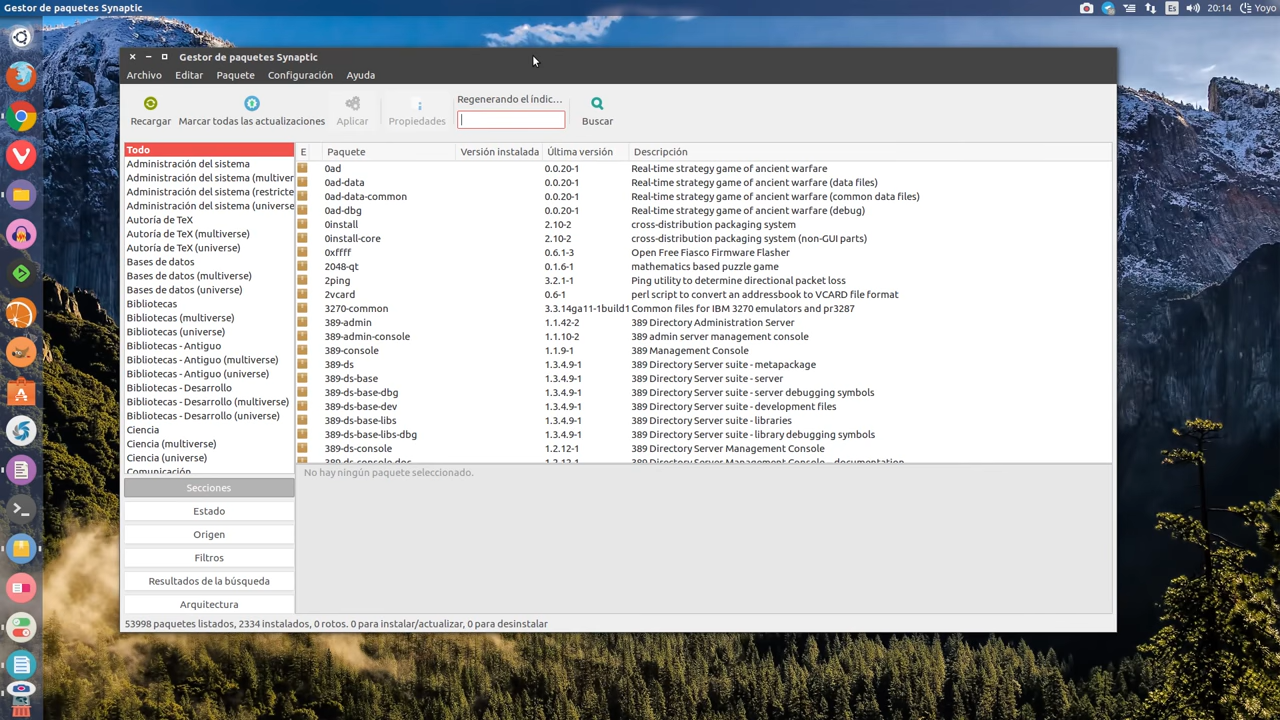 Gestor de paquetes Synaptic
Es
20:14
Yoyo
Gestor de paquetes Synaptic
Archivo Editar Paquete Configuración Ayuda
Regenerando el índic...
Recargar Marcar todas las actualizaciones Aplicar Propiedades Buscar
Todo
Administración del sistema
Administración del sistema (multiver
Administración del sistema (restricte
Administración del sistema (universe
Autoría de TeX
Autoría de TeX (multiverse)
Autoría de TeX (universe)
Bases de datos
Bases de datos (multiverse)
Bases de datos (universe)
Bibliotecas
Bibliotecas (multiverse)
Bibliotecas (universe)
Bibliotecas - Antiguo
Bibliotecas - Antiguo (multiverse)
Bibliotecas - Antiguo (universe)
Bibliotecas - Desarrollo
Bibliotecas - Desarrollo (multiverse)
Bibliotecas - Desarrollo (universe)
Ciencia
Ciencia (multiverse)
Ciencia (universe)
Comunicación
Secciones
Estado
Origen
Filtros
Resultados de la búsqueda
Arquitectura
E Paquete Versión instalada Última versión Descripción
0ad 0.0.20-1 Real-time strategy game of ancient warfare
0ad-data 0.0.20-1 Real-time strategy game of ancient warfare (data files)
0ad-data-common 0.0.20-1 Real-time strategy game of ancient warfare (common data files)
0ad-dbg 0.0.20-1 Real-time strategy game of ancient warfare (debug)
0install 2.10-2 cross-distribution packaging system
0install-core 2.10-2 cross-distribution packaging system (non-GUI parts)
0xffff 0.6.1-3 Open Free Fiasco Firmware Flasher
2048-qt 0.1.6-1 mathematics based puzzle game
2ping 3.2.1-1 Ping utility to determine directional packet loss
2vcard 0.6-1 perl script to convert an addressbook to VCARD file format
3270-common 3.3.14ga11-1build1 Common files for IBM 3270 emulators and pr3287
389-admin 1.1.42-2 389 Directory Administration Server
389-admin-console 1.1.10-2 389 admin server management console
389-console 1.1.9-1 389 Management Console
389-ds 1.3.4.9-1 389 Directory Server suite - metapackage
389-ds-base 1.3.4.9-1 389 Directory Server suite - server
389-ds-base-dbg 1.3.4.9-1 389 Directory Server suite - server debugging symbols
389-ds-base-dev 1.3.4.9-1 389 Directory Server suite - development files
389-ds-base-libs 1.3.4.9-1 389 Directory Server suite - libraries
389-ds-base-libs-dbg 1.3.4.9-1 389 Directory Server suite - library debugging symbols
389-ds-console 1.2.12-1 389 Directory Server Management Console
389-ds-console-doc 1.2.12-1 389 Directory Server Management Console - documentation
No hay ningún paquete seleccionado.
53998 paquetes listados, 2334 instalados, 0 rotos. 0 para instalar/actualizar, 0 para desinstalar